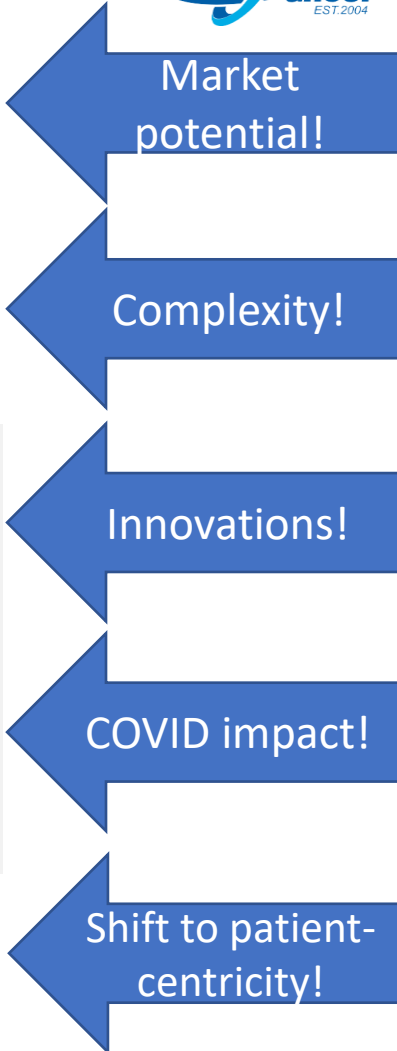 EST.2004
Market
potential!
Complexity!
Innovations!
COVID impact!
Shift to patient-
centricity!